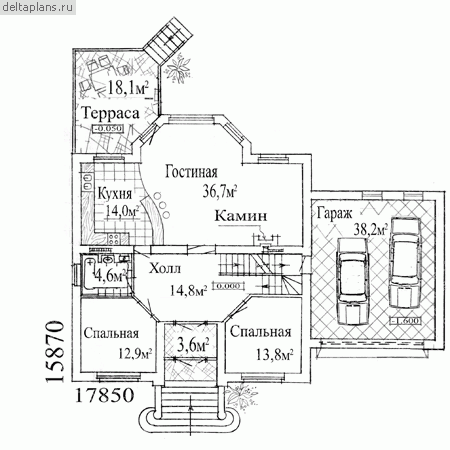 deltaplans.ru
18,1м²
Терраса
-0.050
Гостиная
36,7м²
Кухня
14,0м²
Камин
Гараж
38,2м²
4,6м²
Холл
14,8м²
0.000
-1.600
Спальная
12,9м²
3,6м²
Спальная
13,8м²
15870
17850